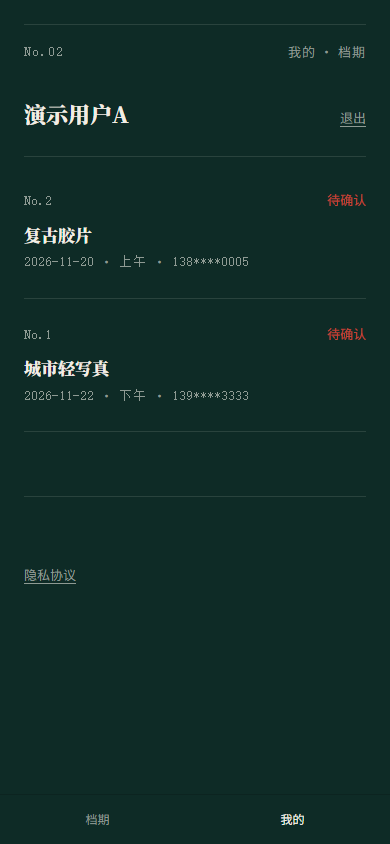 No.02 我的 · 档期
演示用户A 退出
No.2 待确认
复古胶片
2026-11-20 · 上午 · 138****0005
No.1 待确认
城市轻写真
2026-11-22 · 下午 · 139****3333
隐私协议
档期 我的